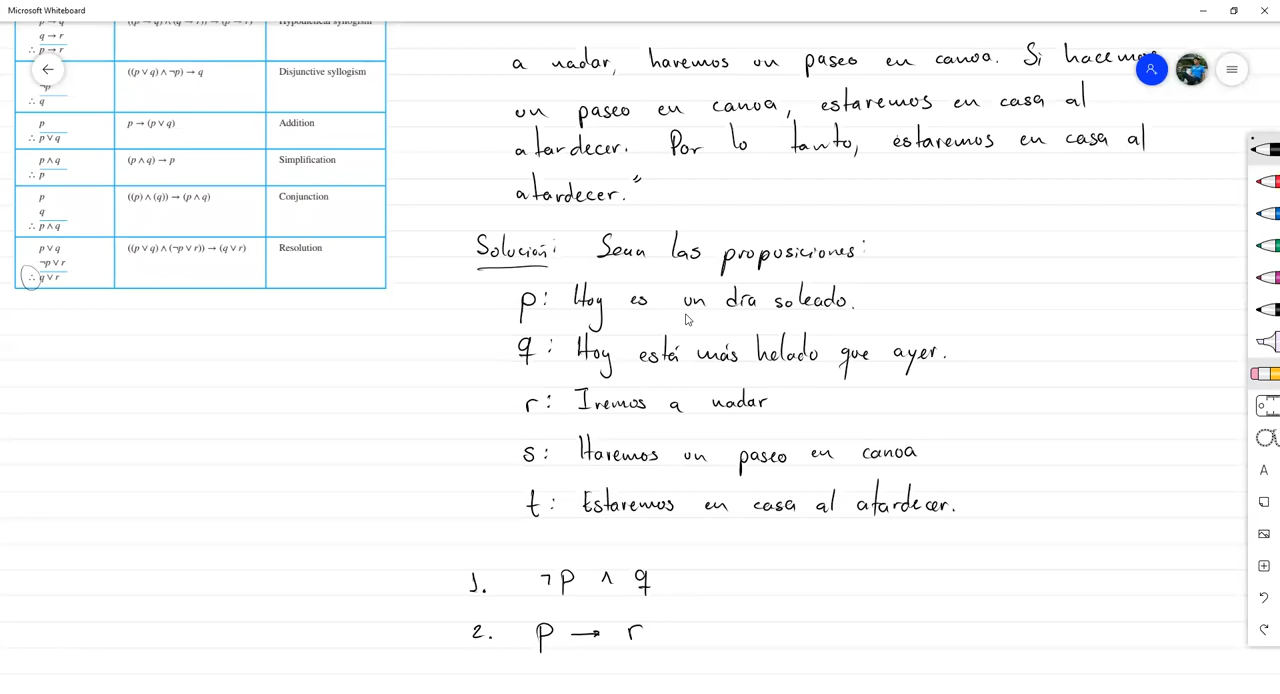 Microsoft Whiteboard
p → q
q → r
∴ p → r
((p → q) ∧ (q → r)) → (p → r)
Hypothetical syllogism
¬p
∴ q
((p ∨ q) ∧ ¬p) → q
Disjunctive syllogism
p
∴ p ∨ q
p → (p ∨ q)
Addition
p ∧ q
∴ p
(p ∧ q) → p
Simplification
p
q
∴ p ∧ q
((p) ∧ (q)) → (p ∧ q)
Conjunction
p ∨ q
¬p ∨ r
∴ q ∨ r
((p ∨ q) ∧ (¬p ∨ r)) → (q ∨ r)
Resolution
a nadar, haremos un paseo en canoa. Si hacemos
un paseo en canoa, estaremos en casa al
atardecer. Por lo tanto, estaremos en casa al
atardecer."
Solución: Sean las proposiciones:
p: Hoy es un día soleado.
q: Hoy está más helado que ayer.
r: Iremos a nadar
s: Haremos un paseo en canoa
t: Estaremos en casa al atardecer.
1. ¬p ∧ q
2. p → r
A